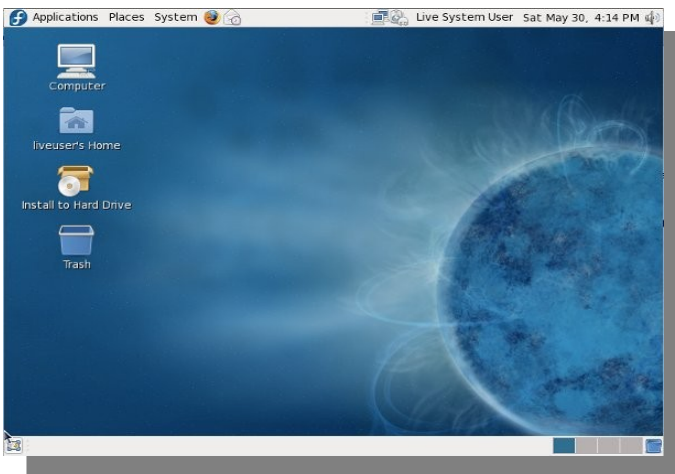 Applications Places System Live System User Sat May 30, 4:14 PM
Computer
liveuser's Home
Install to Hard Drive
Trash